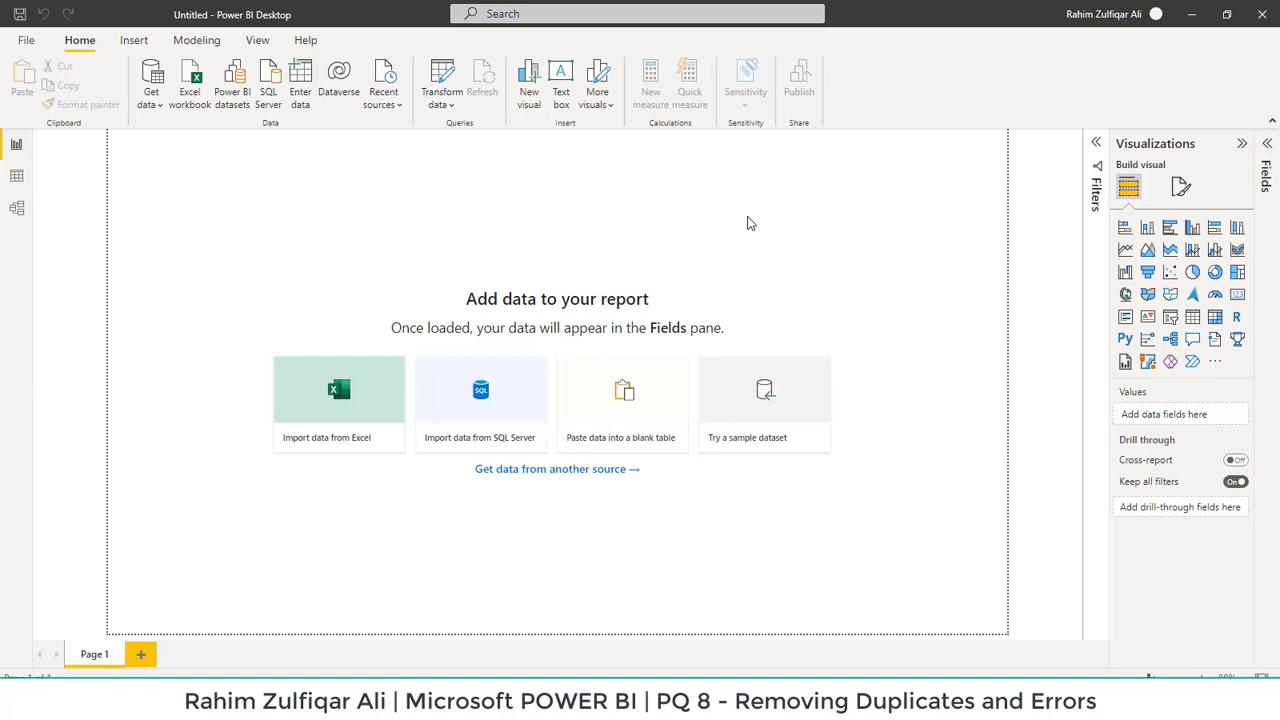 Untitled - Power BI Desktop
Search
Rahim Zulfiqar Ali
File
Home
Insert
Modeling
View
Help
Paste
Cut
Copy
Format painter
Clipboard
Get data
Excel workbook
Power BI datasets
SQL Server
Enter data
Dataverse
Recent sources
Data
Transform data
Refresh
Queries
New visual
Text box
More visuals
Insert
New measure
Quick measure
Calculations
Sensitivity
Sensitivity
Publish
Share
Add data to your report
Once loaded, your data will appear in the Fields pane.
Import data from Excel
Import data from SQL Server
Paste data into a blank table
Try a sample dataset
Get data from another source →
Filters
Visualizations
Build visual
Values
Add data fields here
Drill through
Cross-report
Off
Keep all filters
On
Add drill-through fields here
Fields
Page 1
Rahim Zulfiqar Ali | Microsoft POWER BI | PQ 8 - Removing Duplicates and Errors